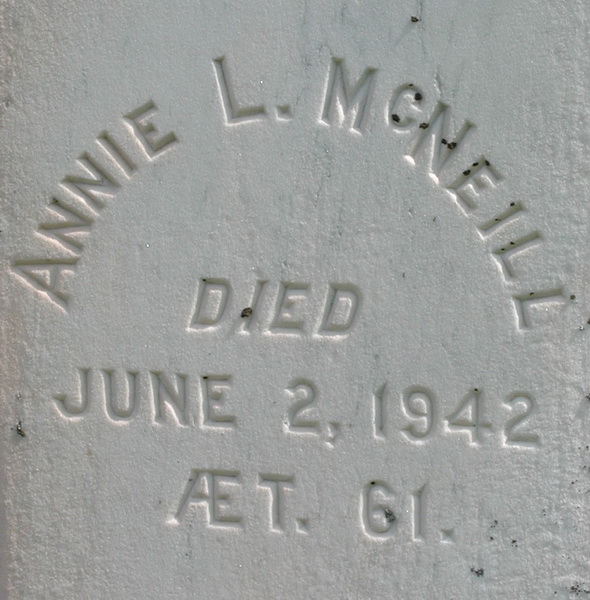 ANNIE L. McNEILL
DIED
JUNE 2, 1942
ÆT. 61.